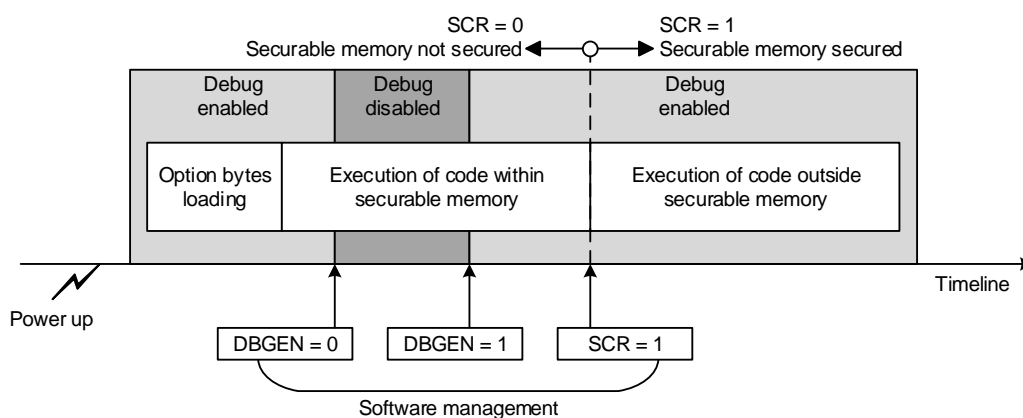 SCR = 0
Securable memory not secured
SCR = 1
Securable memory secured
Debug
enabled
Debug
disabled
Debug
enabled
Option bytes
loading
Execution of code within
securable memory
Execution of code outside
securable memory
Timeline
Power up
DBGEN = 0
DBGEN = 1
SCR = 1
Software management